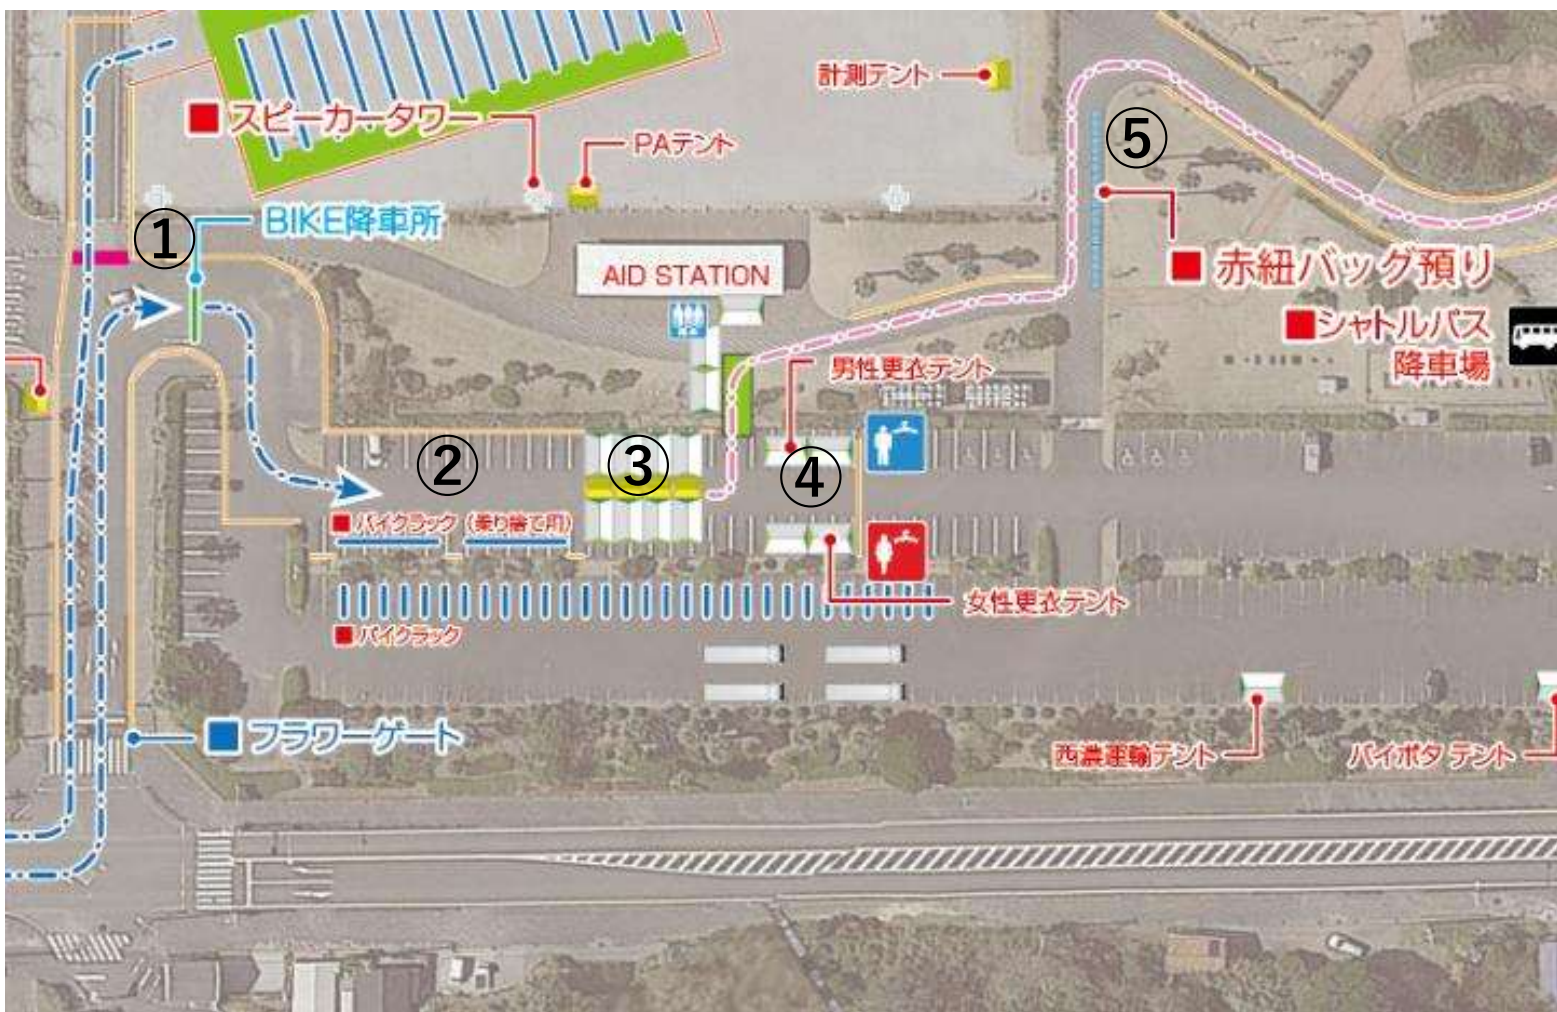 計測テント
■スピーカータワー
PAテント
⑤
①
BIKE降車所
■赤紐バッグ預り
AID STATION
■シャトルバス
降車場
男性更衣テント
②
③
④
■バイクラック (乗り捨て用)
女性更衣テント
■バイクラック
■フラワーゲート
西濃運輸テント
バイボタ テント